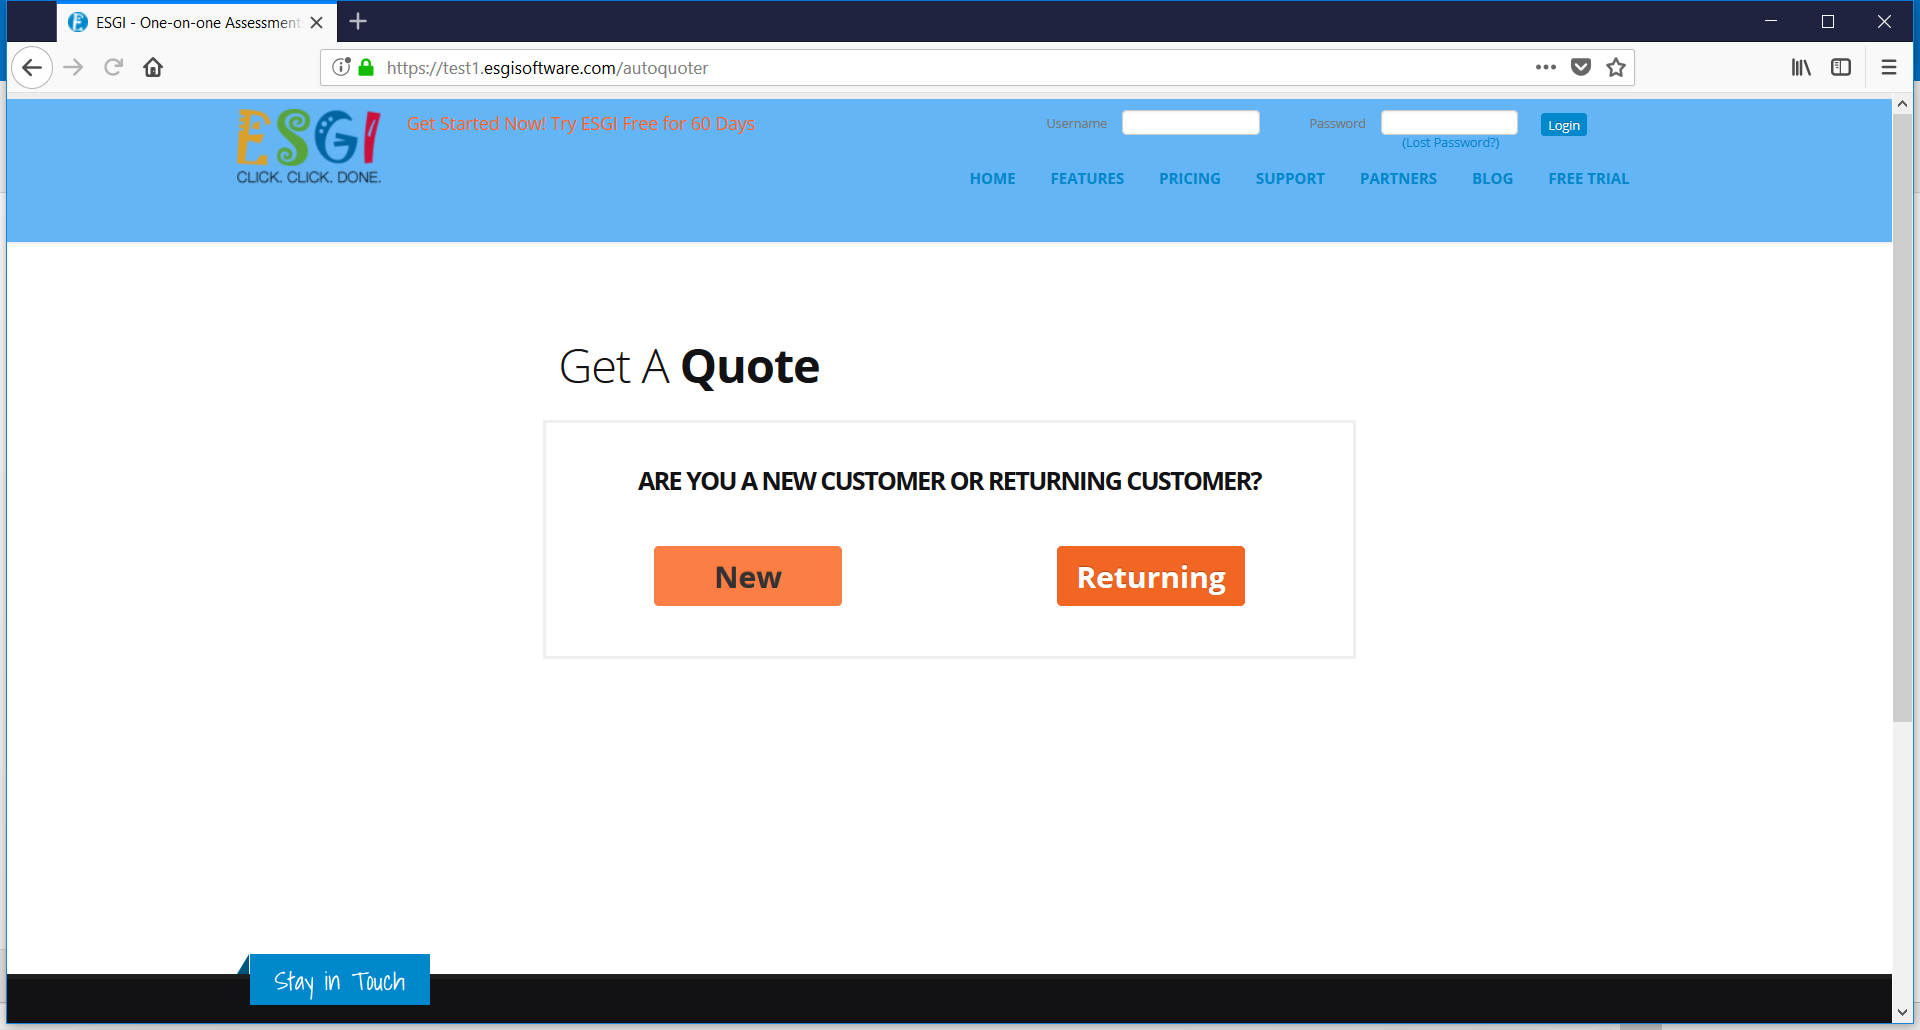 ESGI - One-on-one Assessment
https://test1.esgisoftware.com/autoquoter
ESGI
CLICK. CLICK. DONE.
Get Started Now! Try ESGI Free for 60 Days
Username
Password
Login
(Lost Password?)
HOME FEATURES PRICING SUPPORT PARTNERS BLOG FREE TRIAL
Get A Quote
ARE YOU A NEW CUSTOMER OR RETURNING CUSTOMER?
New Returning
Stay in Touch